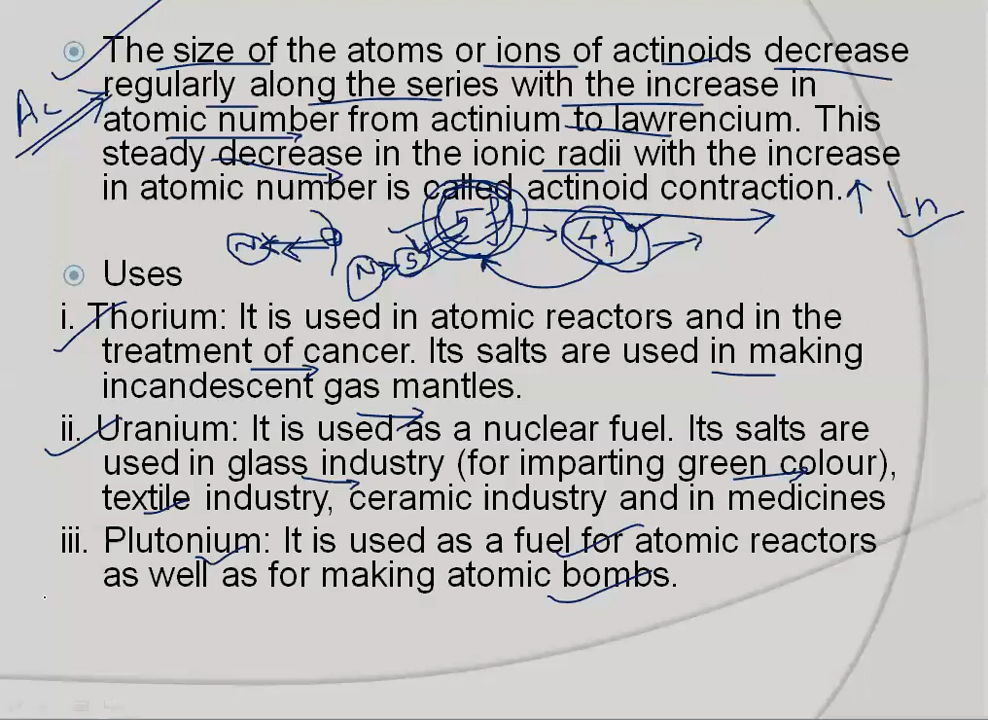 The size of the atoms or ions of actinoids decrease
regularly along the series with the increase in
atomic number from actinium to lawrencium. This
steady decrease in the ionic radii with the increase
in atomic number is called actinoid contraction.
Ac
Ln
5f
4f
N
N
S
Uses
i. Thorium: It is used in atomic reactors and in the
treatment of cancer. Its salts are used in making
incandescent gas mantles.
ii. Uranium: It is used as a nuclear fuel. Its salts are
used in glass industry (for imparting green colour),
textile industry, ceramic industry and in medicines
iii. Plutonium: It is used as a fuel for atomic reactors
as well as for making atomic bombs.